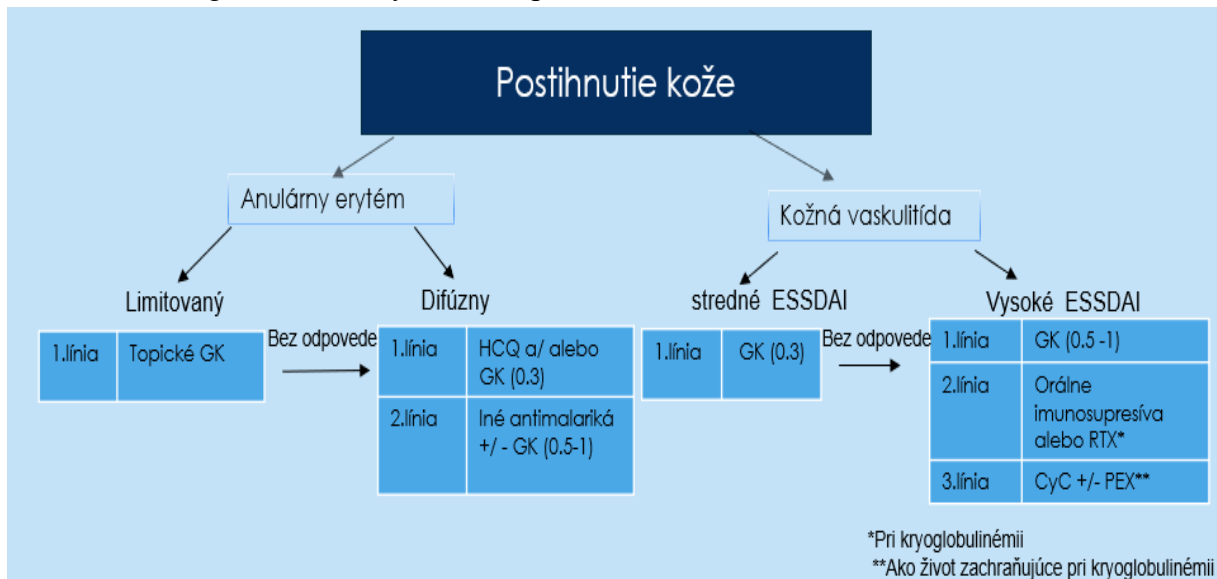 Postihnutie kože
Anulárny erytém
Kožná vaskulitída
Limitovaný
1.línia Topické GK
Bez odpovede
Difúzny
1.línia HCQ a/ alebo
GK (0.3)
2.línia Iné antimalariká
+/ - GK (0.5-1)
stredné ESSDAI
1.línia GK (0.3)
Bez odpovede
Vysoké ESSDAI
1.línia GK (0.5 -1)
2.línia Orálne
imunosupresíva
alebo RTX*
3.línia CyC +/- PEX**
*Pri kryoglobulinémii
**Ako život zachraňujúce pri kryoglobulinémii